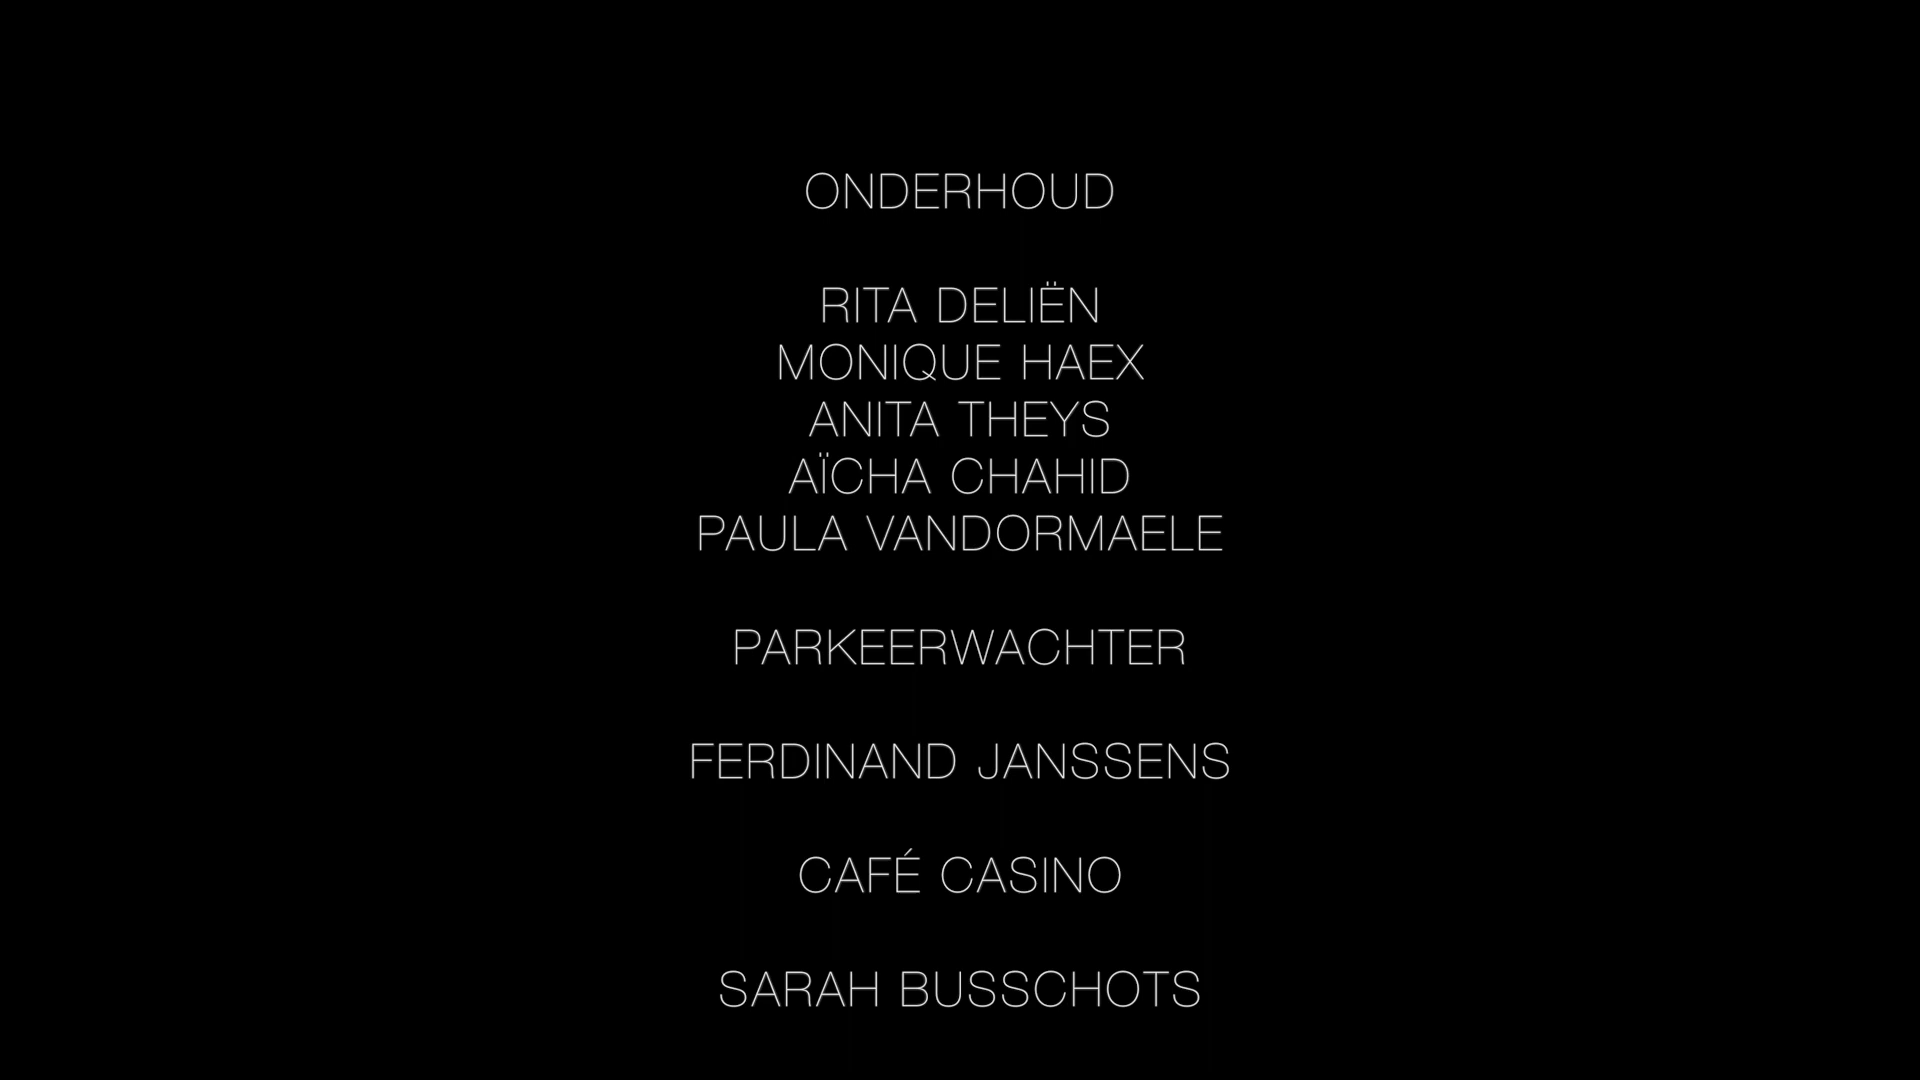 ONDERHOUD
RITA DELIËN
MONIQUE HAEX
ANITA THEYS
AÏCHA CHAHID
PAULA VANDORMAELE
PARKEERWACHTER
FERDINAND JANSSENS
CAFÉ CASINO
SARAH BUSSCHOTS